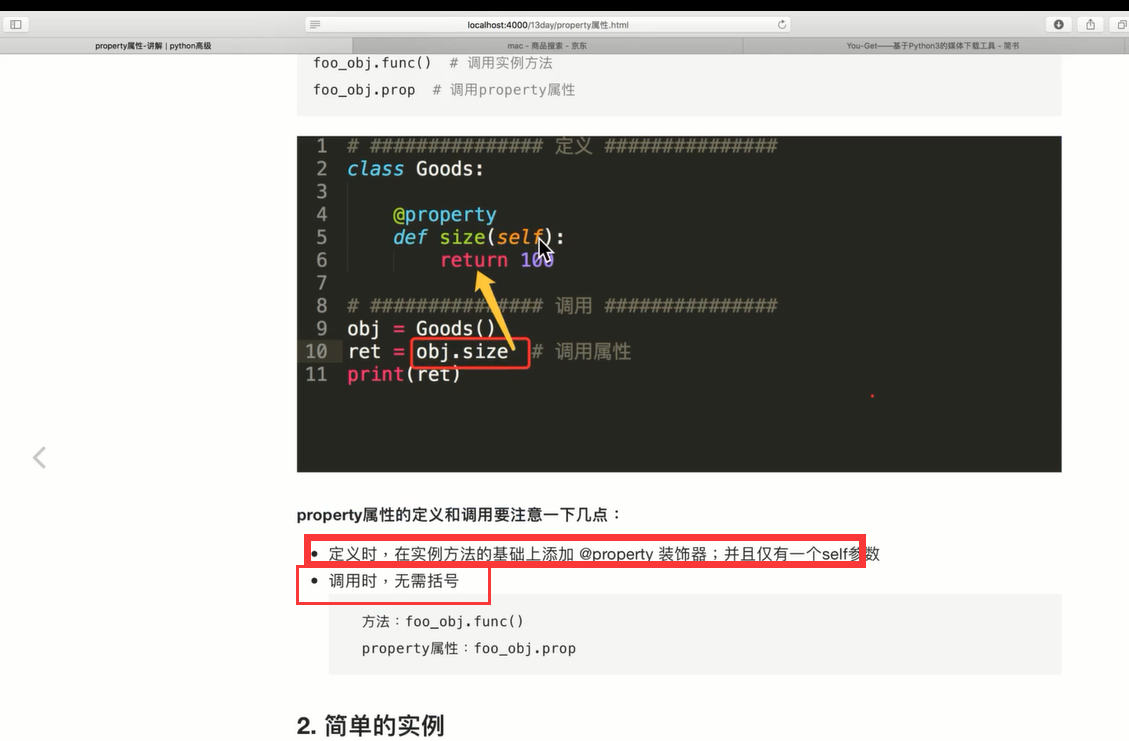 localhost:4000/13day/property属性.html
property属性-讲解 | python高级
mac - 商品搜索 - 京东
You-Get——基于Python3的媒体下载工具 - 简书
foo_obj.func()  # 调用实例方法
foo_obj.prop  # 调用property属性
1 # ############### 定义 ###############
2 class Goods:
3
4     @property
5     def size(self):
6         return 100
7
8 # ############### 调用 ###############
9 obj = Goods()
10 ret = obj.size # 调用属性
11 print(ret)
property属性的定义和调用要注意一下几点：
• 定义时，在实例方法的基础上添加 @property 装饰器；并且仅有一个self参数
• 调用时，无需括号
方法：foo_obj.func()
property属性：foo_obj.prop
2. 简单的实例